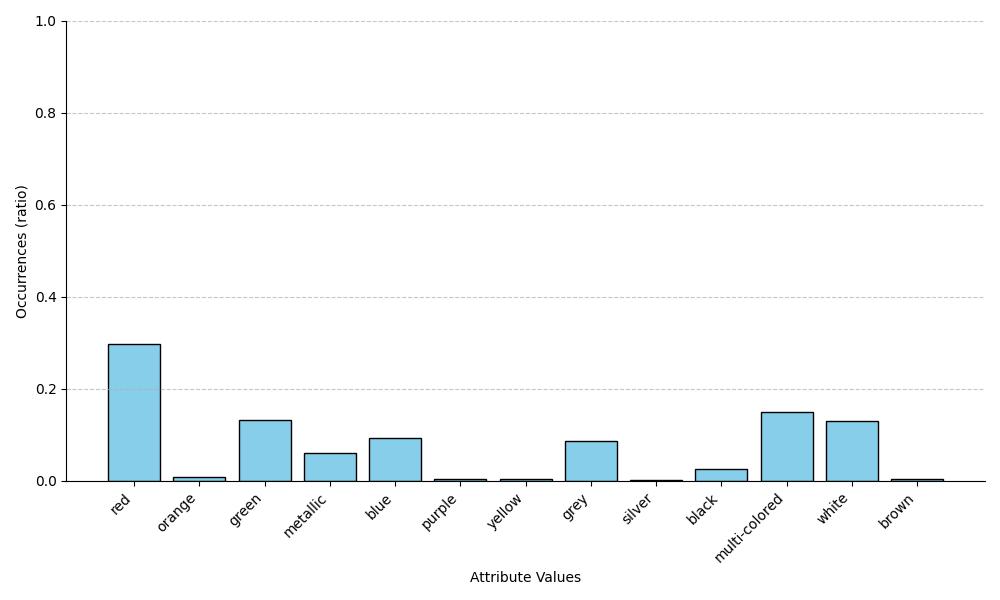 1.0
0.8
0.6
0.4
0.2
0.0
Occurrences (ratio)
red
orange
green
metallic
blue
purple
yellow
grey
silver
black
multi-colored
white
brown
Attribute Values